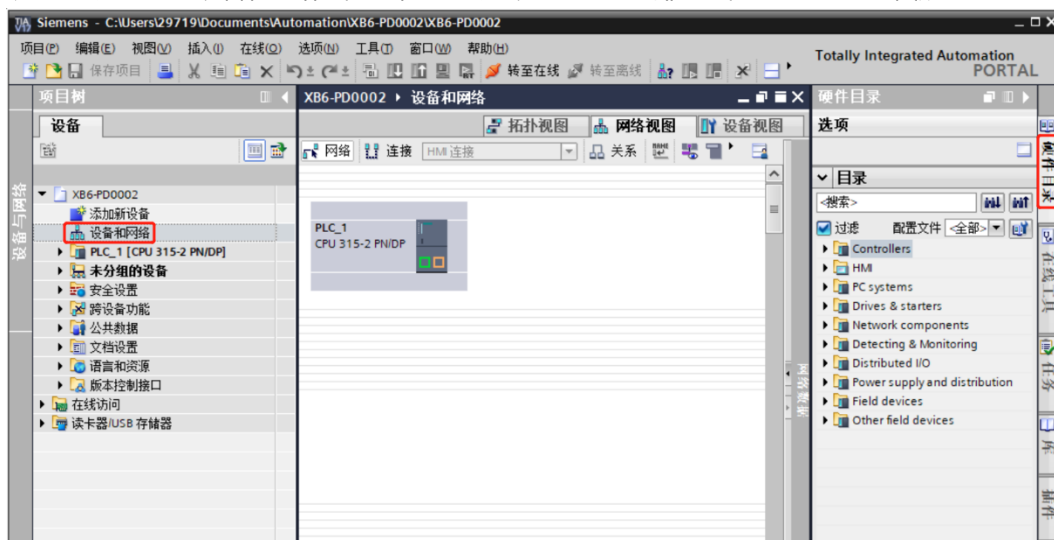 Siemens - C:\Users\29719\Documents\Automation\XB6-PD0002\XB6-PD0002
项目(P) 编辑(E) 视图(V) 插入(I) 在线(O) 选项(N) 工具(T) 窗口(W) 帮助(H)
Totally Integrated Automation
PORTAL
保存项目 转至在线 转至离线
项目树
XB6-PD0002 ▸ 设备和网络
硬件目录
设备
拓扑视图 网络视图 设备视图
选项
网络 连接 HMI 连接 关系
目录
<搜索>
过滤 配置文件 <全部>
XB6-PD0002
添加新设备
设备和网络
PLC_1 [CPU 315-2 PN/DP]
未分组的设备
安全设置
跨设备功能
公共数据
文档设置
语言和资源
版本控制接口
在线访问
读卡器/USB 存储器
PLC_1
CPU 315-2 PN/DP
Controllers
HMI
PC systems
Drives & starters
Network components
Detecting & Monitoring
Distributed I/O
Power supply and distribution
Field devices
Other field devices
设备与网络
网络数据
硬件目录
在线工具
任务
库
插件